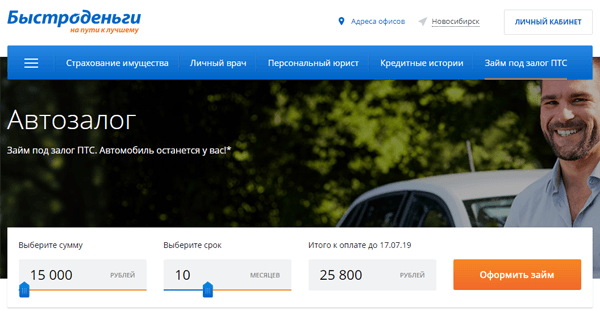 Быстроденьги
на пути к лучшему
Адреса офисов
Новосибирск
ЛИЧНЫЙ КАБИНЕТ
Страхование имущества
Личный врач
Персональный юрист
Кредитные истории
Займ под залог ПТС
Автозалог
Займ под залог ПТС. Автомобиль останется у вас!*
Выберите сумму
Выберите срок
Итого к оплате до 17.07.19
15 000 РУБЛЕЙ
10 МЕСЯЦЕВ
25 800 РУБЛЕЙ
Оформить займ